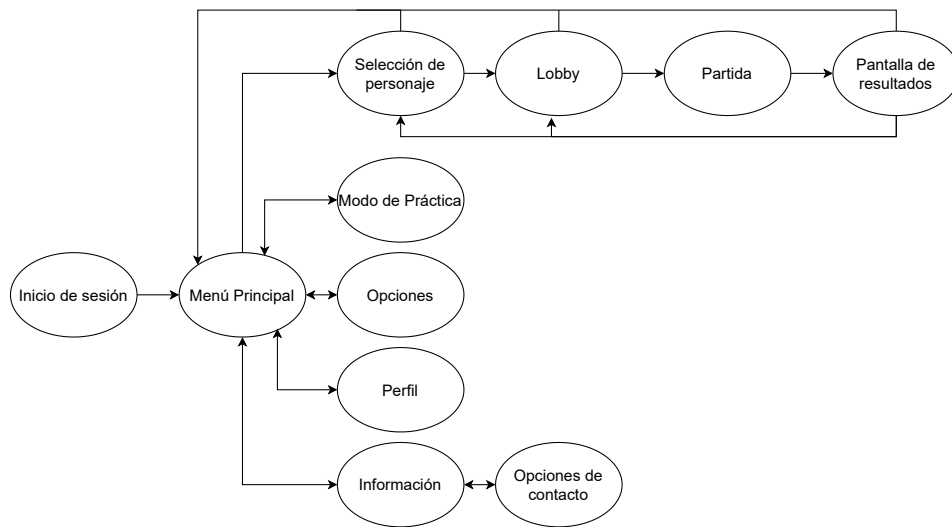 Selección de
personaje
Lobby
Partida
Pantalla de
resultados
Modo de Práctica
Inicio de sesión
Menú Principal
Opciones
Perfil
Información
Opciones de
contacto